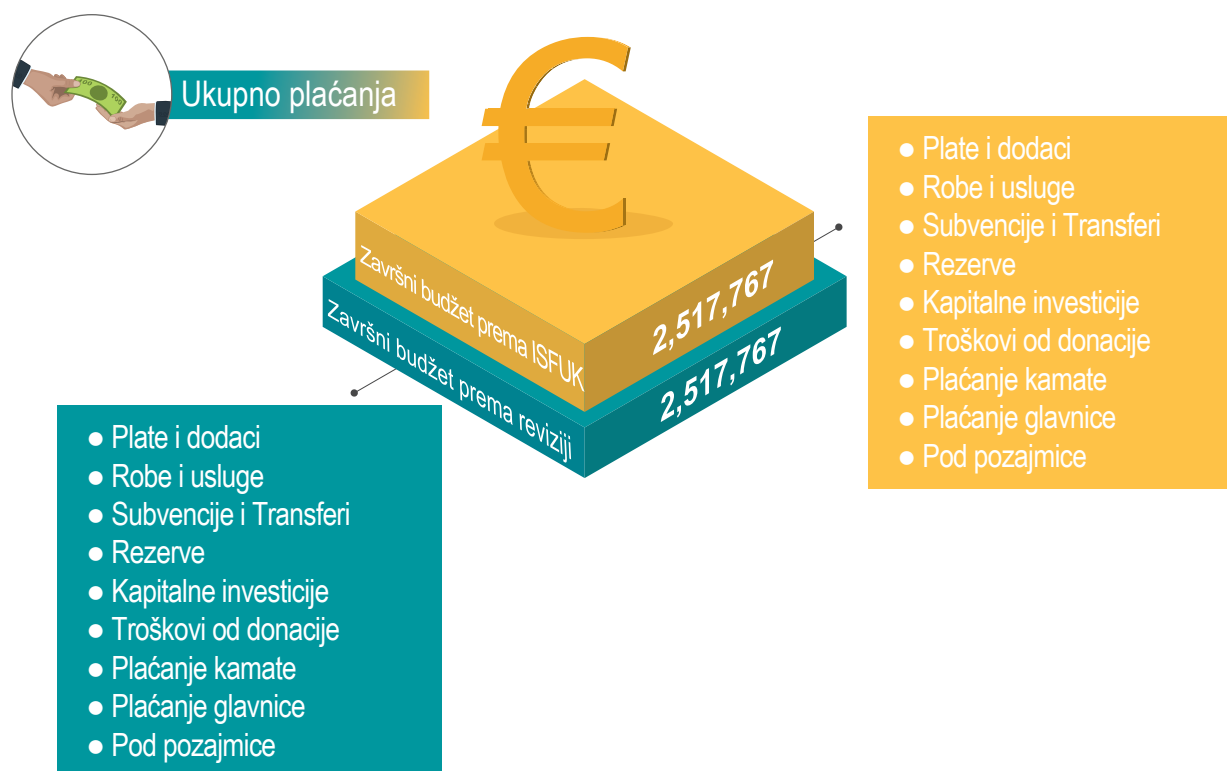 Ukupno plaćanja
Završni budžet prema ISFUK
2,517,767
Završni budžet prema reviziji
2,517,767
● Plate i dodaci
● Robe i usluge
● Subvencije i Transferi
● Rezerve
● Kapitalne investicije
● Troškovi od donacije
● Plaćanje kamate
● Plaćanje glavnice
● Pod pozajmice
● Plate i dodaci
● Robe i usluge
● Subvencije i Transferi
● Rezerve
● Kapitalne investicije
● Troškovi od donacije
● Plaćanje kamate
● Plaćanje glavnice
● Pod pozajmice
€
100
100